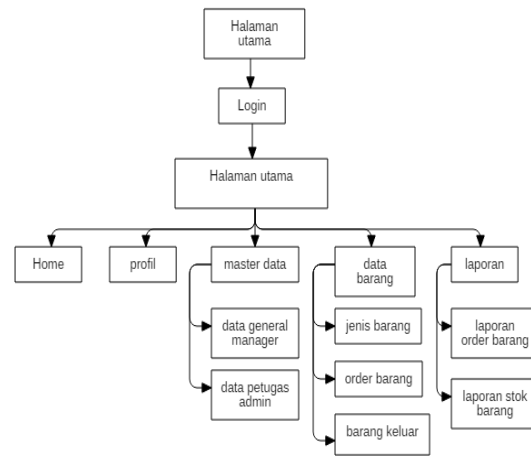 Halaman
utama
Login
Halaman utama
Home
profil
master data
data
barang
laporan
data general
manager
jenis barang
laporan
order barang
data petugas
admin
order barang
laporan stok
barang
barang keluar